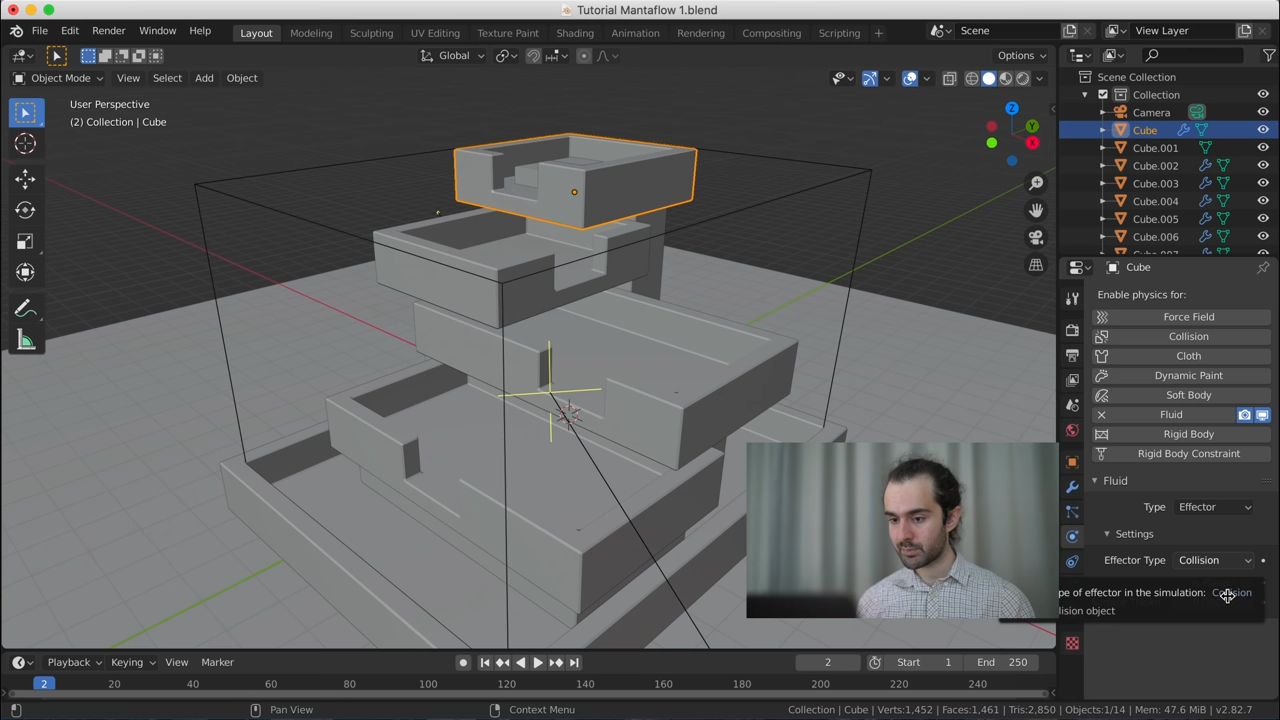 Tutorial Mantaflow 1.blend
File Edit Render Window Help Layout Modeling Sculpting UV Editing Texture Paint Shading Animation Rendering Compositing Scripting + Scene View Layer
Global Options
Object Mode View Select Add Object
User Perspective
(2) Collection | Cube
Z
Y
X
Scene Collection
Collection
Camera
Cube
Cube.001
Cube.002
Cube.003
Cube.004
Cube.005
Cube.006
Cube
Enable physics for:
Force Field
Collision
Cloth
Dynamic Paint
Soft Body
Fluid
Rigid Body
Rigid Body Constraint
Fluid
Type Effector
Settings
Effector Type Collision
pe of effector in the simulation: Collision
lision object
Playback Keying View Marker 2 Start 1 End 250
2 20 40 60 80 100 120 140 160 180 200 220 240
Pan View Context Menu Collection | Cube | Verts:1,452 | Faces:1,461 | Tris:2,850 | Objects:1/14 | Mem: 47.6 MiB | v2.82.7